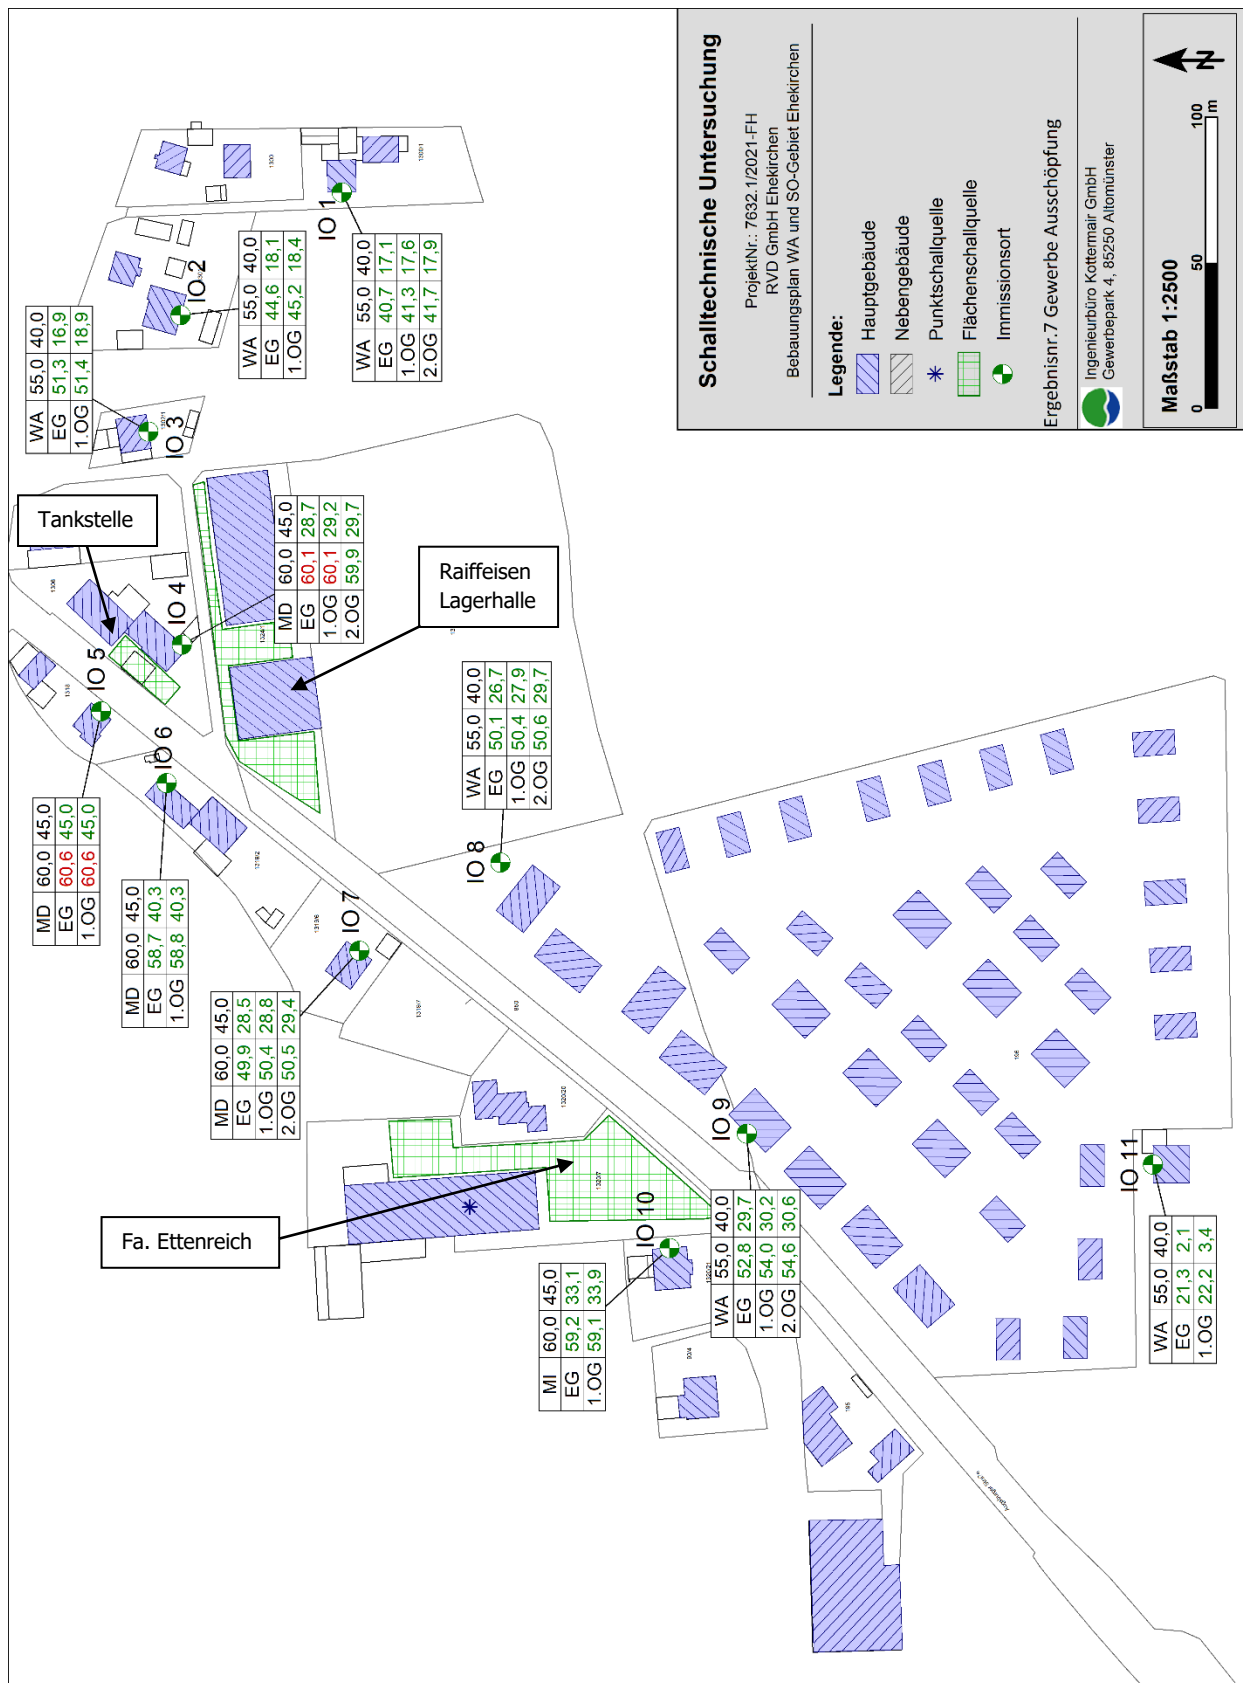 Schalltechnische Untersuchung
ProjektNr.: 7632.1/2021-FH
RVD GmbH Ehekirchen
Bebauungsplan WA und SO-Gebiet Ehekirchen
Legende:
Hauptgebäude
Nebengebäude
Punktschallquelle
Flächenschallquelle
Immissionsort
Ergebnisnr.7 Gewerbe Ausschöpfung
Ingenieurbüro Kottermair GmbH
Gewerbepark 4, 85250 Altomünster
Maßstab 1:2500
0 50 100
m
N
Tankstelle
Raiffeisen
Lagerhalle
Fa. Ettenreich
IO 1
WA 55,0 40,0
EG 40,7 17,1
1.OG 41,3 17,6
2.OG 41,7 17,9
IO 2
WA 55,0 40,0
EG 44,6 18,1
1.OG 45,2 18,4
IO 3
WA 55,0 40,0
EG 51,3 16,9
1.OG 51,4 18,9
IO 4
MD 60,0 45,0
EG 60,1 28,7
1.OG 60,1 29,2
2.OG 59,9 29,7
IO 5
MD 60,0 45,0
EG 60,6 45,0
1.OG 60,6 45,0
IO 6
MD 60,0 45,0
EG 58,7 40,3
1.OG 58,8 40,3
IO 7
MD 60,0 45,0
EG 49,9 28,5
1.OG 50,4 28,8
2.OG 50,5 29,4
IO 8
WA 55,0 40,0
EG 50,1 26,7
1.OG 50,4 27,9
2.OG 50,6 29,7
IO 9
WA 55,0 40,0
EG 52,8 29,7
1.OG 54,0 30,2
2.OG 54,6 30,6
IO 10
MI 60,0 45,0
EG 59,2 33,1
1.OG 59,1 33,9
IO 11
WA 55,0 40,0
EG 21,3 2,1
1.OG 22,2 3,4
1320/7
1320/20
1319/7
1319/6
1319/2
1320/21